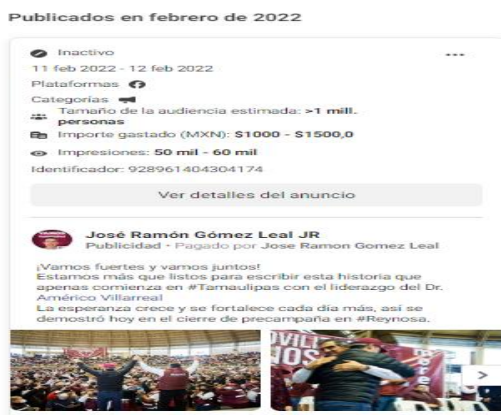 Publicados en febrero de 2022
Inactivo
11 feb 2022 - 12 feb 2022
Plataformas
Categorías
Tamaño de la audiencia estimada: >1 mill.
personas
Importe gastado (MXN): $1000 - $1500,0
Impresiones: 50 mil - 60 mil
Identificador: 928961404304174
Ver detalles del anuncio
José Ramón Gómez Leal JR
Publicidad • Pagado por Jose Ramon Gomez Leal
¡Vamos fuertes y vamos juntos!
Estamos más que listos para escribir esta historia que
apenas comienza en #Tamaulipas con el liderazgo del Dr.
Américo Villarreal
La esperanza crece y se fortalece cada día más, así se
demostró hoy en el cierre de precampaña en #Reynosa.